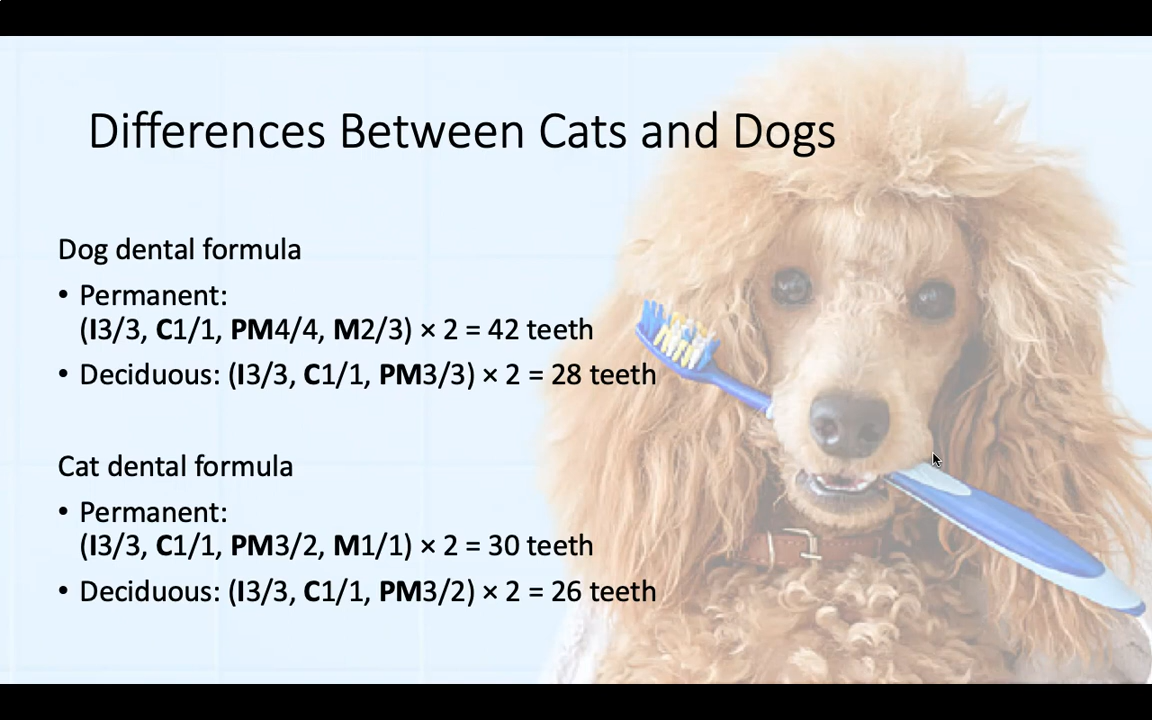 Differences Between Cats and Dogs
Dog dental formula
• Permanent:
(I3/3, C1/1, PM4/4, M2/3) × 2 = 42 teeth
• Deciduous: (I3/3, C1/1, PM3/3) × 2 = 28 teeth
Cat dental formula
• Permanent:
(I3/3, C1/1, PM3/2, M1/1) × 2 = 30 teeth
• Deciduous: (I3/3, C1/1, PM3/2) × 2 = 26 teeth